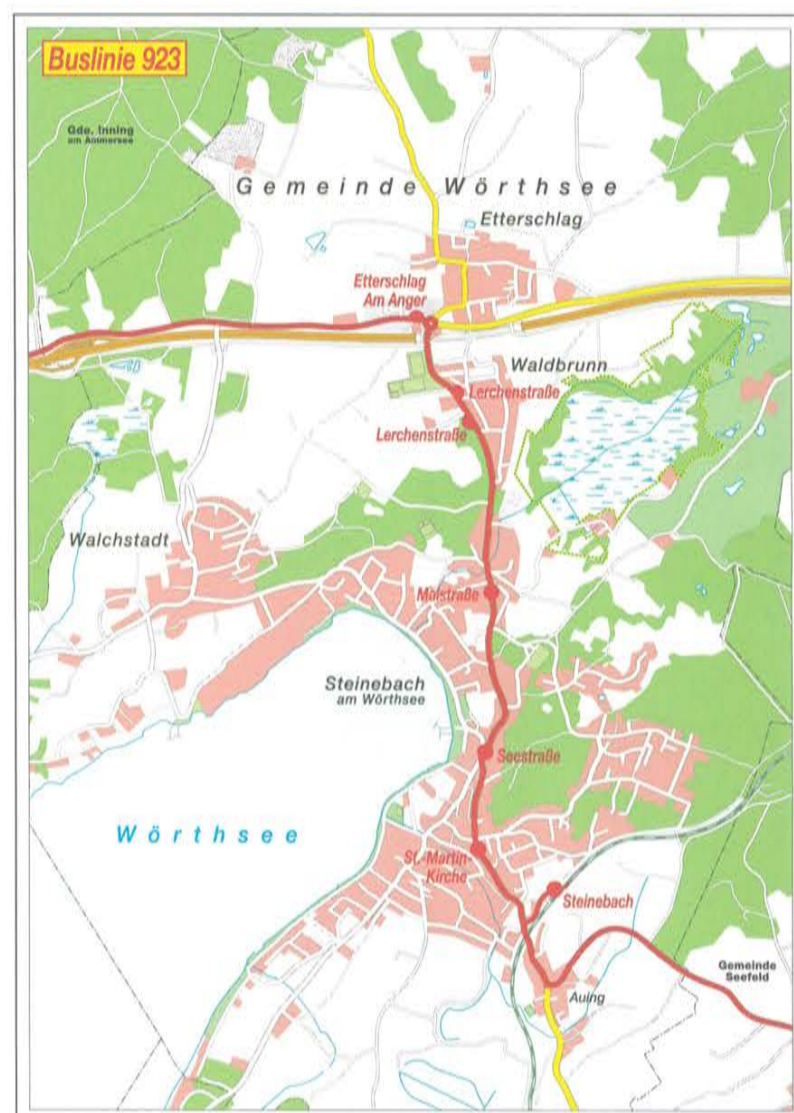 Buslinie 923
Gde. Inning
am Ammersee
Gemeinde Wörthsee
Etterschlag
Etterschlag
Am Anger
Waldbrunn
Lerchenstraße
Lerchenstraße
Walchstadt
Maistraße
Steinebach
am Wörthsee
Seestraße
Wörthsee
St.-Martin-
Kirche
Steinebach
Gemeinde
Seefeld
Auing